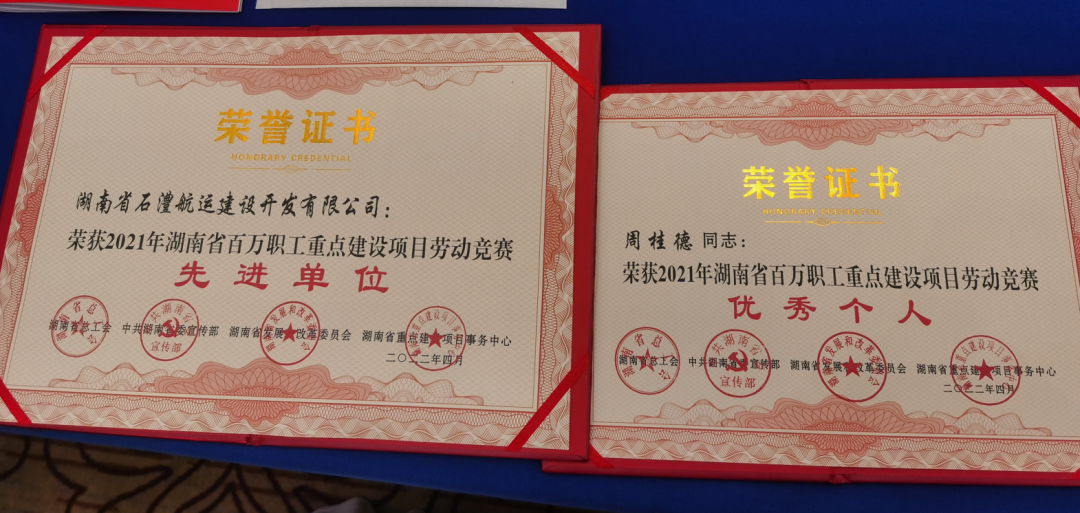 荣誉证书
HONORARY CREDENTIAL
湖南省石澧航运建设开发有限公司：
荣获2021年湖南省百万职工重点建设项目劳动竞赛
先进单位
湖南省总工会 中共湖南省委宣传部 湖南省发展和改革委员会 湖南省重点建设项目事务中心
二〇二二年四月
荣誉证书
HONORARY CREDENTIAL
周桂德 同志：
荣获2021年湖南省百万职工重点建设项目劳动竞赛
优秀个人
湖南省总工会 中共湖南省委宣传部 湖南省发展和改革委员会 湖南省重点建设项目事务中心
二〇二二年四月